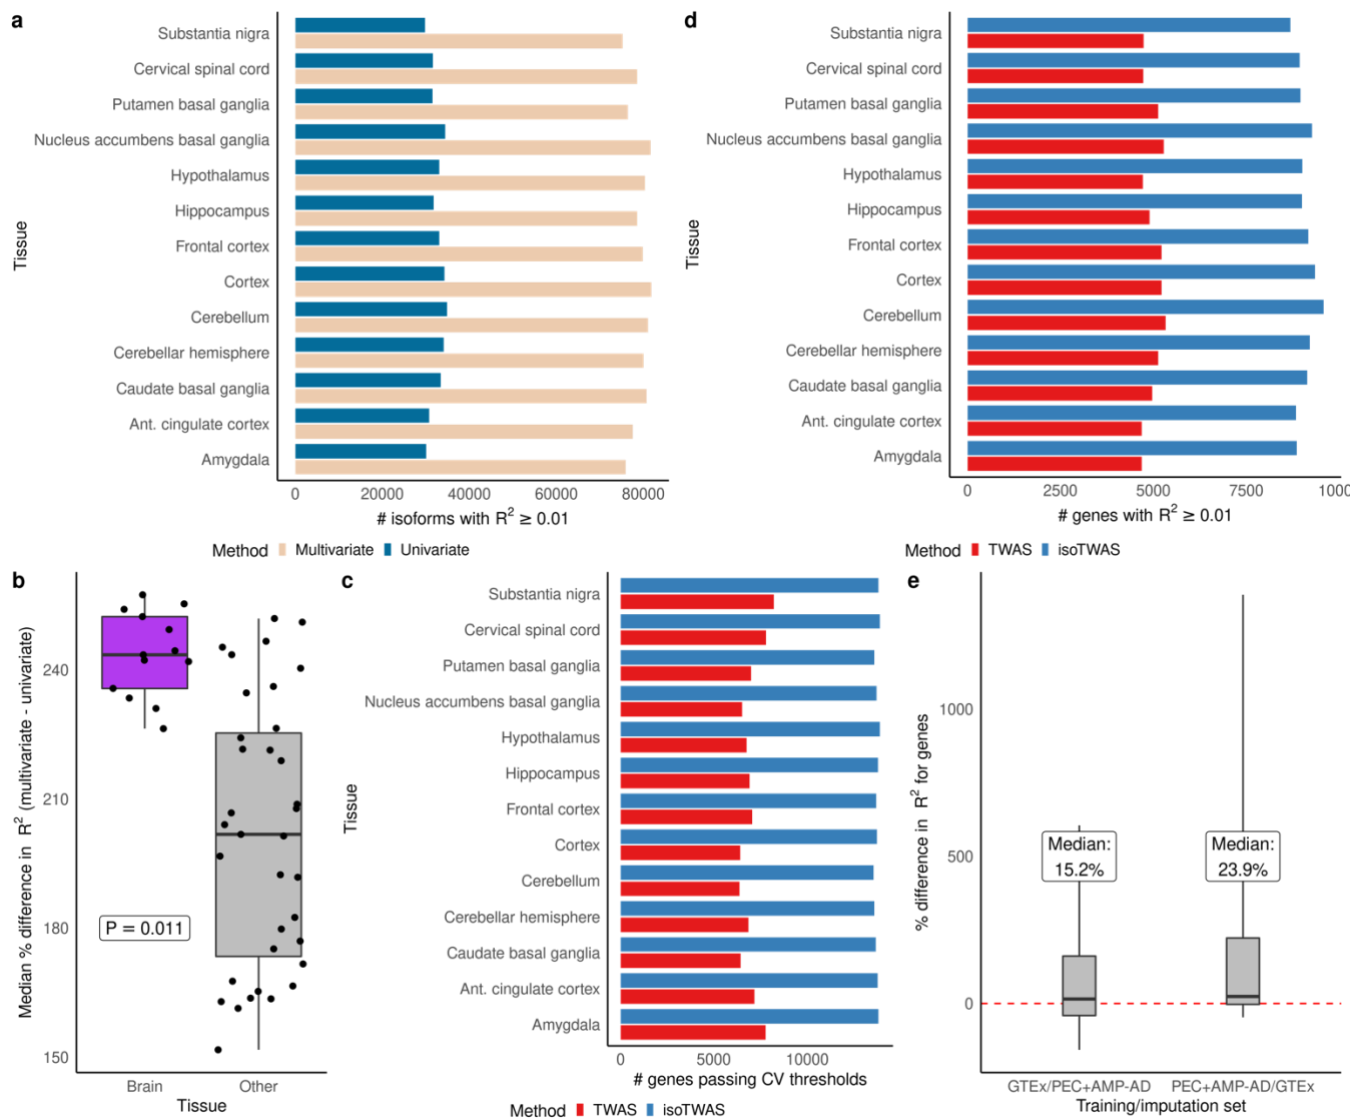 a
Tissue
Substantia nigra
Cervical spinal cord
Putamen basal ganglia
Nucleus accumbens basal ganglia
Hypothalamus
Hippocampus
Frontal cortex
Cortex
Cerebellum
Cerebellar hemisphere
Caudate basal ganglia
Ant. cingulate cortex
Amygdala
0 20000 40000 60000 80000
# isoforms with R² ≥ 0.01
Method Multivariate Univariate
d
Tissue
Substantia nigra
Cervical spinal cord
Putamen basal ganglia
Nucleus accumbens basal ganglia
Hypothalamus
Hippocampus
Frontal cortex
Cortex
Cerebellum
Cerebellar hemisphere
Caudate basal ganglia
Ant. cingulate cortex
Amygdala
0 2500 5000 7500 1000
# genes with R² ≥ 0.01
Method TWAS isoTWAS
b
Median % difference in R² (multivariate - univariate)
240
210
180
150
P = 0.011
Brain Other
Tissue
c
Tissue
Substantia nigra
Cervical spinal cord
Putamen basal ganglia
Nucleus accumbens basal ganglia
Hypothalamus
Hippocampus
Frontal cortex
Cortex
Cerebellum
Cerebellar hemisphere
Caudate basal ganglia
Ant. cingulate cortex
Amygdala
0 5000 10000
# genes passing CV thresholds
Method TWAS isoTWAS
e
% difference in R² for genes
1000
500
0
Median:
15.2%
Median:
23.9%
GTEx/PEC+AMP-AD PEC+AMP-AD/GTEx
Training/imputation set